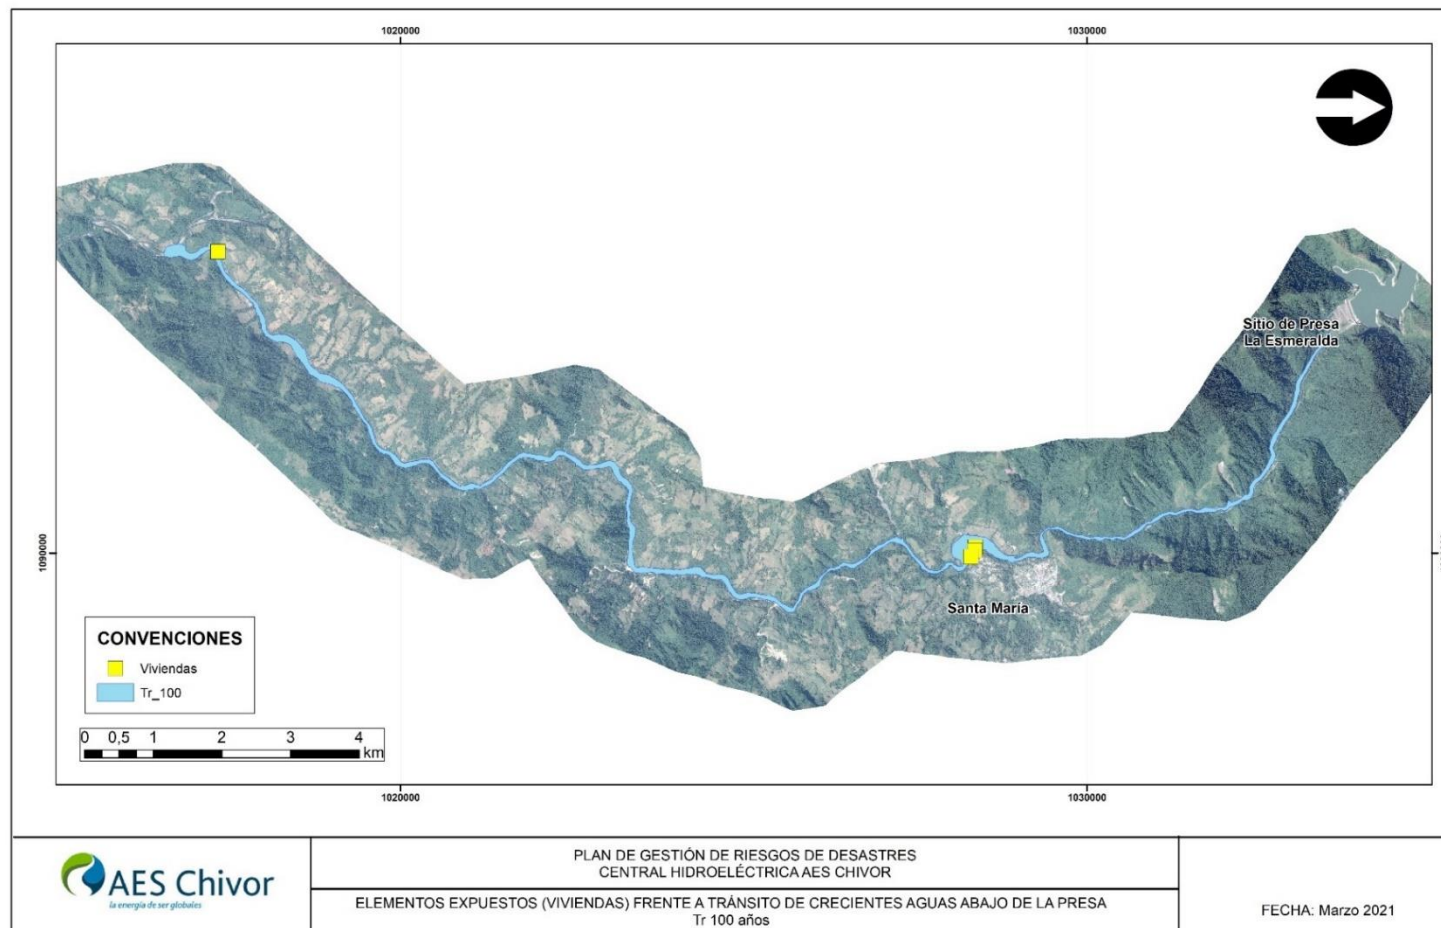 1020000
1030000
Sitio de Presa
La Esmeralda
1090000
Santa María
CONVENCIONES
Viviendas
Tr_100
0 0,5 1 2 3 4
km
1020000
1030000
AES Chivor
la energía de ser globales
PLAN DE GESTIÓN DE RIESGOS DE DESASTRES
CENTRAL HIDROELÉCTRICA AES CHIVOR
ELEMENTOS EXPUESTOS (VIVIENDAS) FRENTE A TRÁNSITO DE CRECIENTES AGUAS ABAJO DE LA PRESA
Tr 100 años
FECHA: Marzo 2021